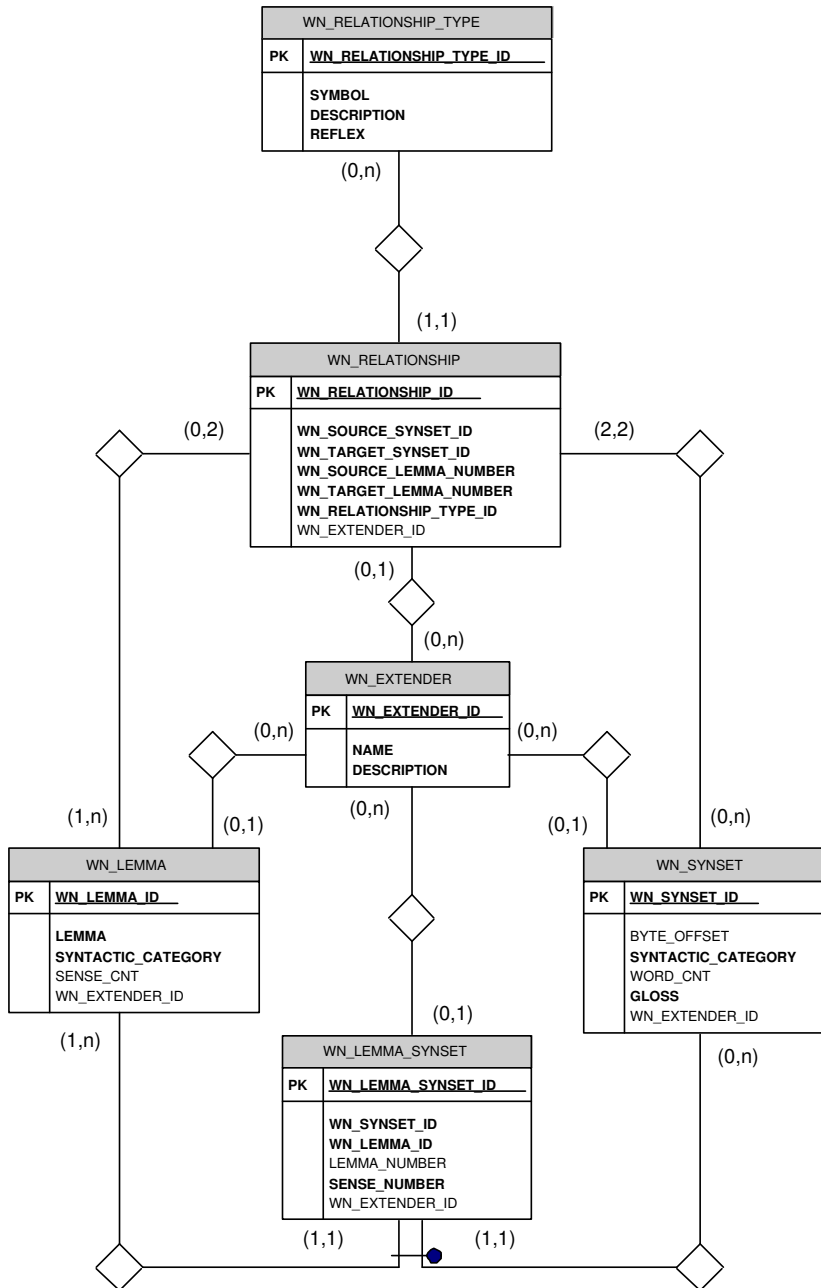 WN_RELATIONSHIP_TYPE
PK WN_RELATIONSHIP_TYPE_ID
SYMBOL
DESCRIPTION
REFLEX
(0,n)
(1,1)
WN_RELATIONSHIP
PK WN_RELATIONSHIP_ID
(0,2)
(2,2)
WN_SOURCE_SYNSET_ID
WN_TARGET_SYNSET_ID
WN_SOURCE_LEMMA_NUMBER
WN_TARGET_LEMMA_NUMBER
WN_RELATIONSHIP_TYPE_ID
WN_EXTENDER_ID
(0,1)
(0,n)
WN_EXTENDER
PK WN_EXTENDER_ID
(0,n)
(0,n)
NAME
DESCRIPTION
(0,n)
(1,n)
(0,1)
(0,1)
(0,n)
WN_LEMMA
PK WN_LEMMA_ID
LEMMA
SYNTACTIC_CATEGORY
SENSE_CNT
WN_EXTENDER_ID
(1,n)
WN_SYNSET
PK WN_SYNSET_ID
BYTE_OFFSET
SYNTACTIC_CATEGORY
WORD_CNT
GLOSS
WN_EXTENDER_ID
(0,n)
(0,1)
WN_LEMMA_SYNSET
PK WN_LEMMA_SYNSET_ID
WN_SYNSET_ID
WN_LEMMA_ID
LEMMA_NUMBER
SENSE_NUMBER
WN_EXTENDER_ID
(1,1)
(1,1)